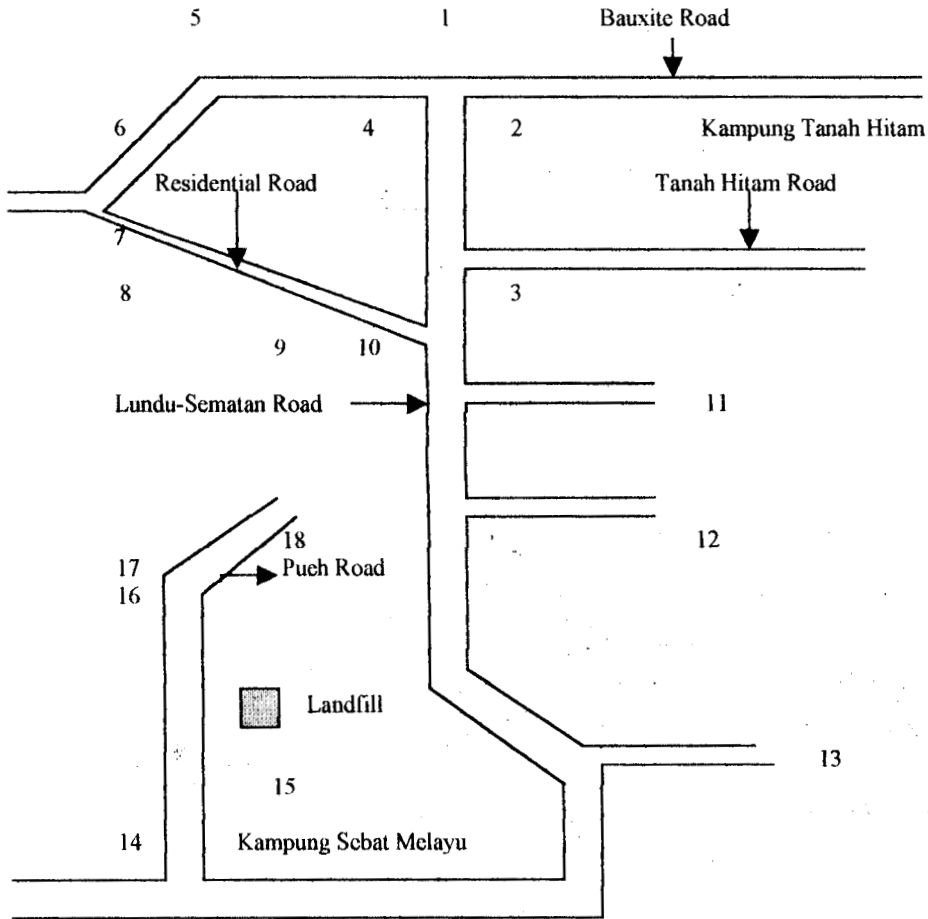 5
1
Bauxite Road
6
4
2
Kampung Tanah Hitam
Residential Road
Tanah Hitam Road
7
8
3
9
10
Lundu-Sematan Road
11
18
12
17
Pueh Road
16
Landfill
13
15
14
Kampung Sebat Melayu